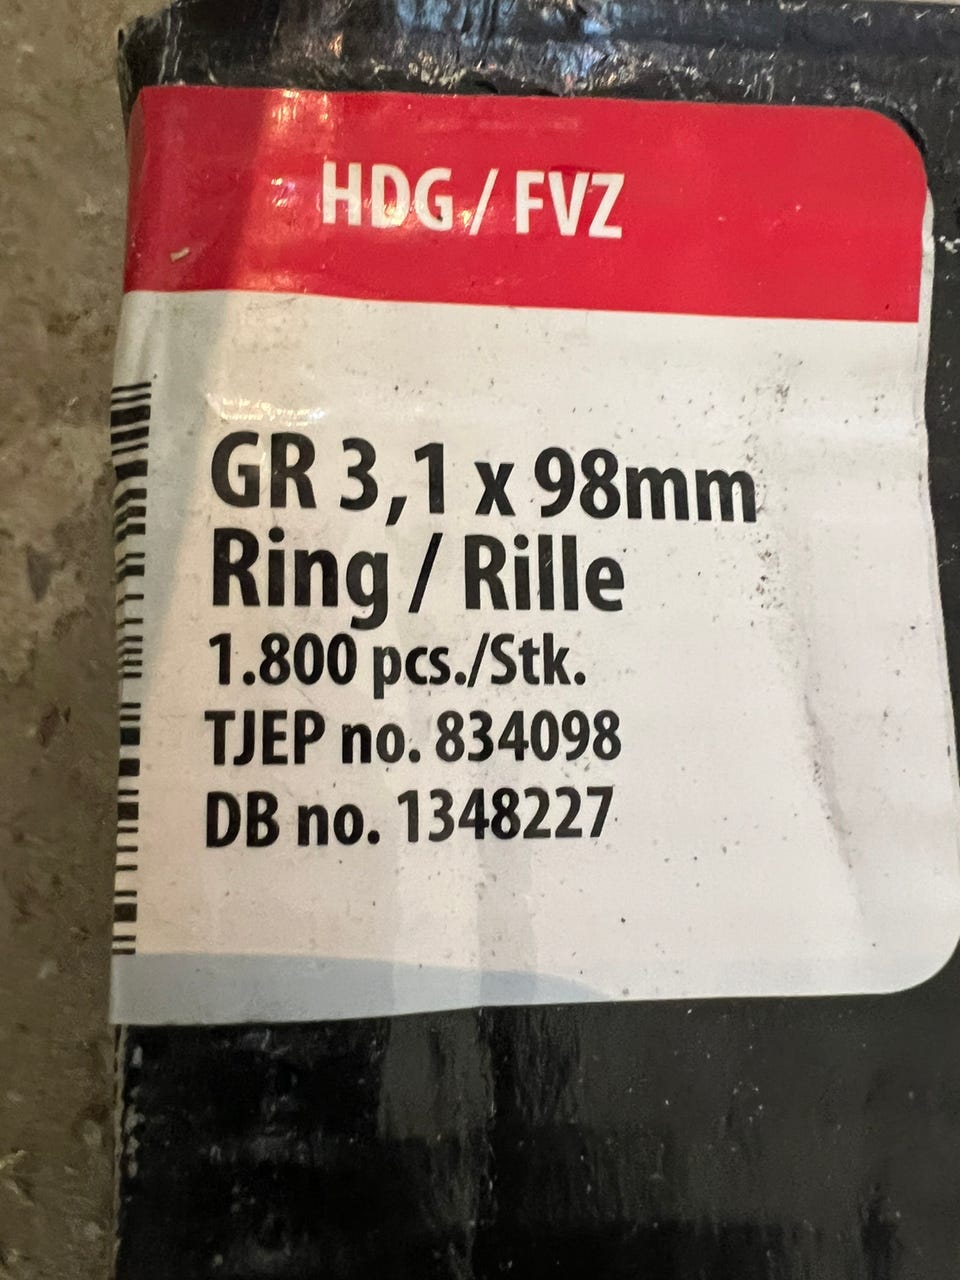 HDG / FVZ
GR 3,1 x 98mm
Ring / Rille
1.800 pcs./Stk.
TJEP no. 834098
DB no. 1348227